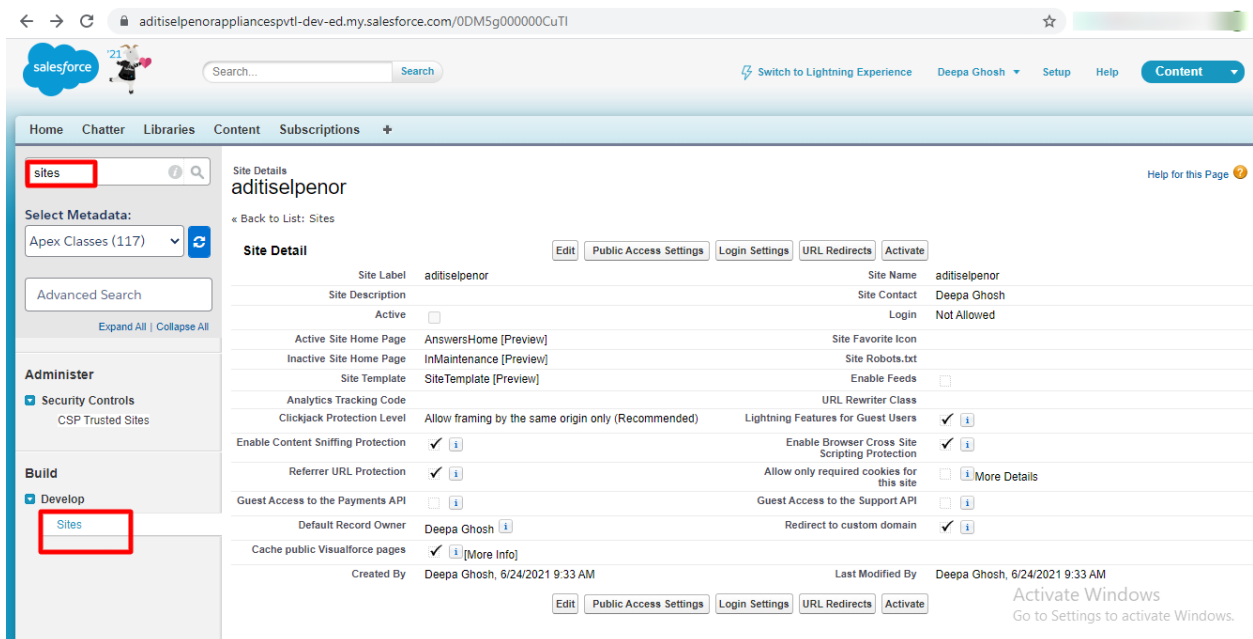 aditiselpenorappliancespvtl-dev-ed.my.salesforce.com/0DM5g000000CuTI
salesforce
'21
Search...
Search
Switch to Lightning Experience
Deepa Ghosh
Setup
Help
Content
Home Chatter Libraries Content Subscriptions +
sites
Select Metadata:
Apex Classes (117)
Advanced Search
Expand All | Collapse All
Administer
Security Controls
CSP Trusted Sites
Build
Develop
Sites
Site Details
aditiselpenor
Help for this Page
« Back to List: Sites
Site Detail Edit Public Access Settings Login Settings URL Redirects Activate
Site Label aditiselpenor Site Name aditiselpenor
Site Description Site Contact Deepa Ghosh
Active Login Not Allowed
Active Site Home Page AnswersHome [Preview] Site Favorite Icon
Inactive Site Home Page InMaintenance [Preview] Site Robots.txt
Site Template SiteTemplate [Preview] Enable Feeds
Analytics Tracking Code URL Rewriter Class
Clickjack Protection Level Allow framing by the same origin only (Recommended) Lightning Features for Guest Users
Enable Content Sniffing Protection Enable Browser Cross Site
Scripting Protection
Referrer URL Protection Allow only required cookies for
this site More Details
Guest Access to the Payments API Guest Access to the Support API
Default Record Owner Deepa Ghosh Redirect to custom domain
Cache public Visualforce pages [More Info]
Created By Deepa Ghosh, 6/24/2021 9:33 AM Last Modified By Deepa Ghosh, 6/24/2021 9:33 AM
Edit Public Access Settings Login Settings URL Redirects Activate
Activate Windows
Go to Settings to activate Windows.